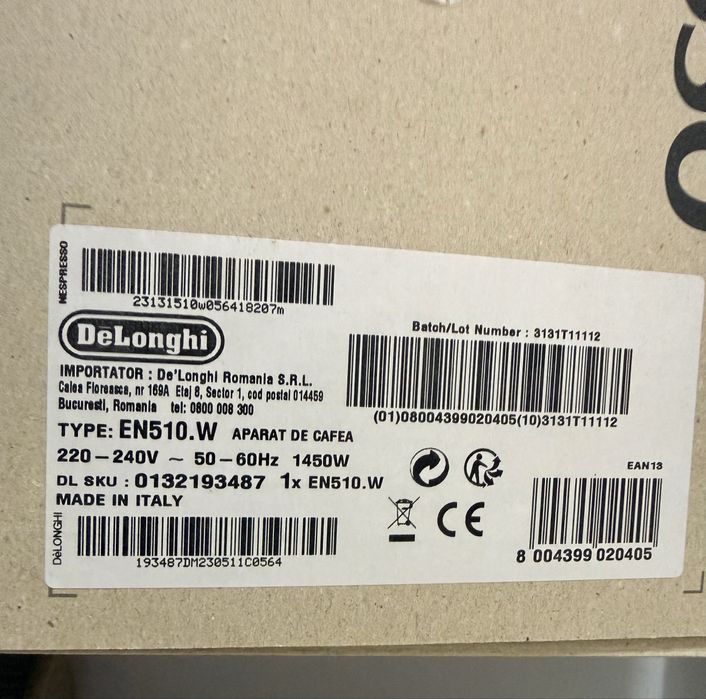 NESPRESSO
23131510w056418207m
DeLonghi
IMPORTATOR : De'Longhi Romania S.R.L.
Calea Floreasca, nr 169A Etaj 8, Sector 1, cod postal 014459
Bucuresti, Romania tel: 0800 008 300
TYPE: EN510.W APARAT DE CAFEA
220–240V ~ 50–60Hz 1450W
DL SKU : 0132193487 1x EN510.W
MADE IN ITALY
DēLONGHI
193487DM230511C0564
Batch/Lot Number : 3131T11112
(01)08004399020405(10)3131T11112
CE
EAN13
8 004399 020405